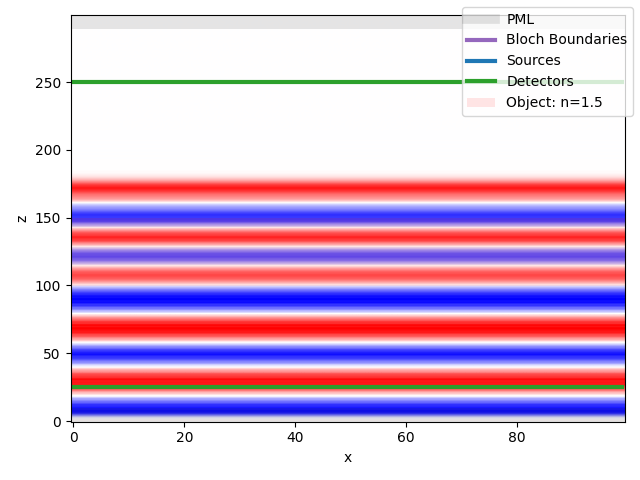 PML
Bloch Boundaries
Sources
Detectors
Object: n=1.5
250
200
150
100
50
0
z
0 20 40 60 80
x